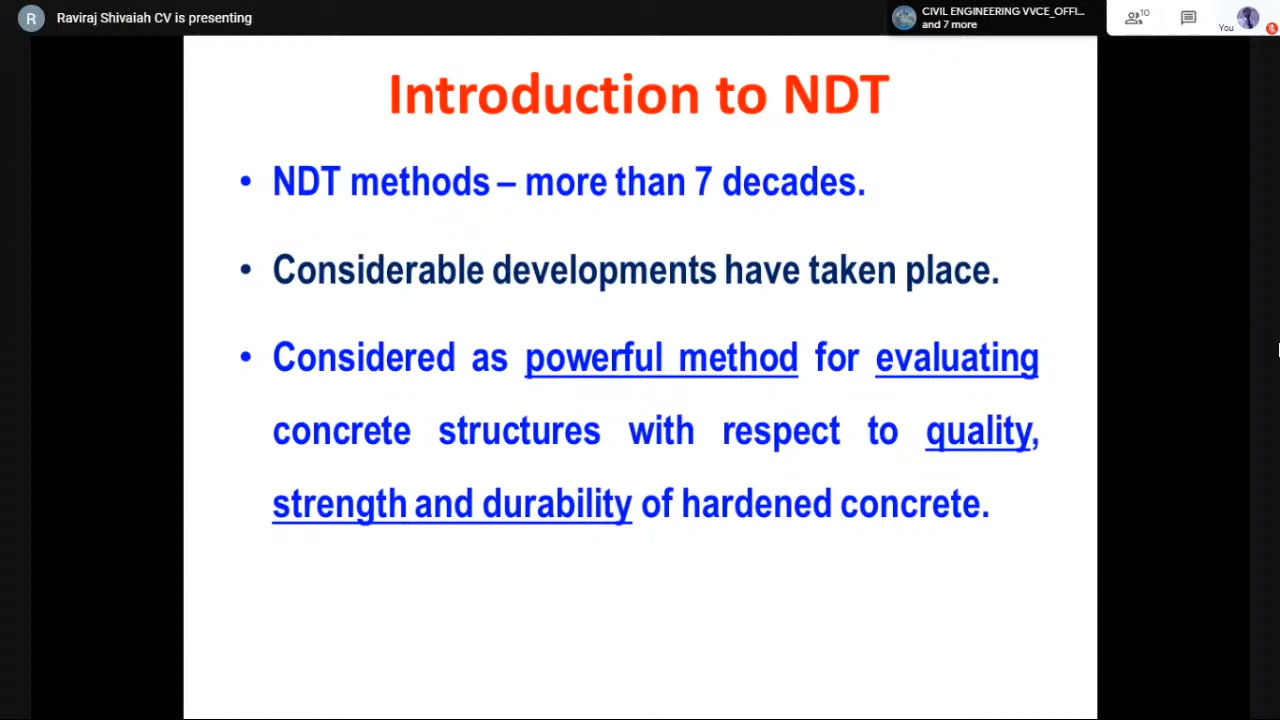 R
Raviraj Shivaiah CV is presenting
CIVIL ENGINEERING VVCE_OFFI...
and 7 more
10
You
Introduction to NDT
• NDT methods – more than 7 decades.
• Considerable developments have taken place.
• Considered as powerful method for evaluating
concrete structures with respect to quality,
strength and durability of hardened concrete.